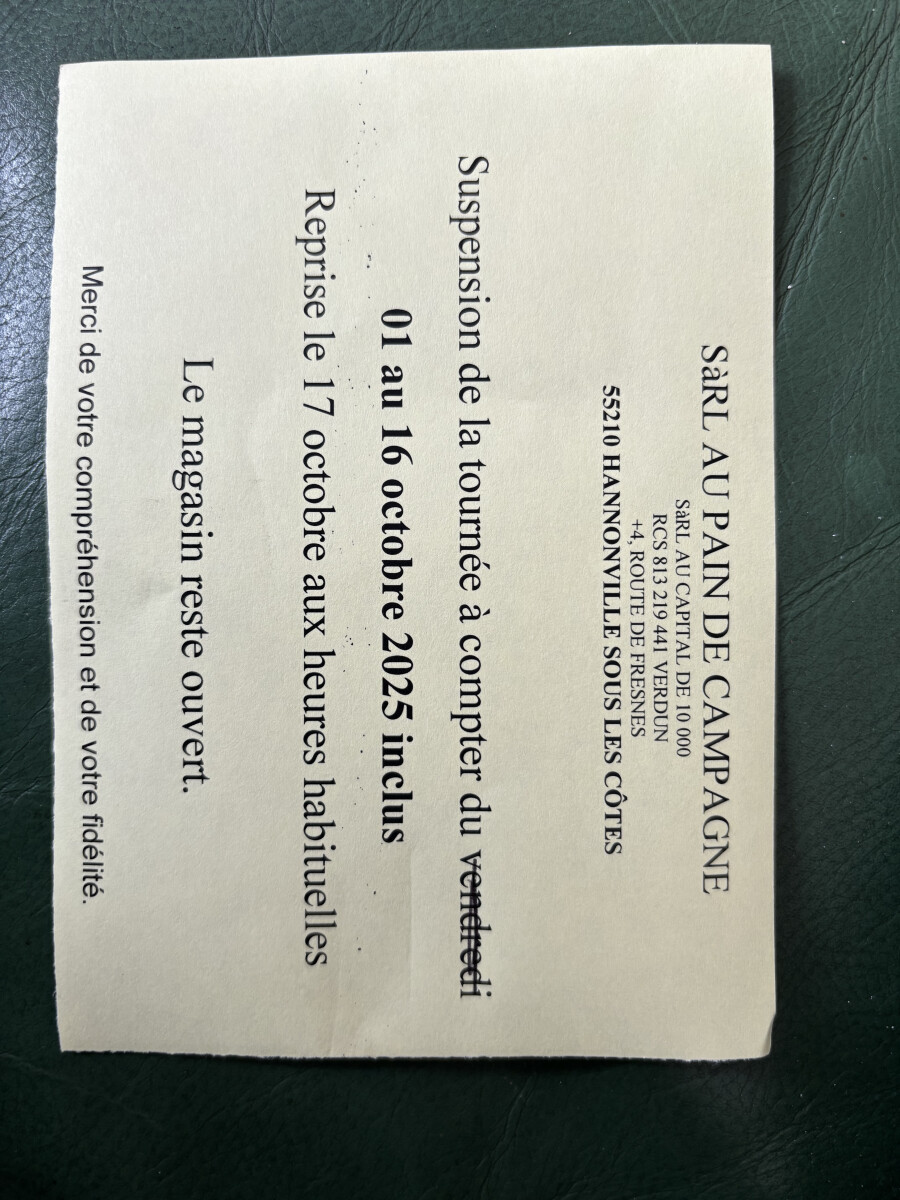 SàRL AU PAIN DE CAMPAGNE
SàRL AU CAPITAL DE 10 000
RCS 813 219 441 VERDUN
+4, ROUTE DE FRESNES
55210 HANNONVILLE SOUS LES CÔTES
Suspension de la tournée à compter du vendredi
01 au 16 octobre 2025 inclus
Reprise le 17 octobre aux heures habituelles
Le magasin reste ouvert.
Merci de votre compréhension et de votre fidélité.